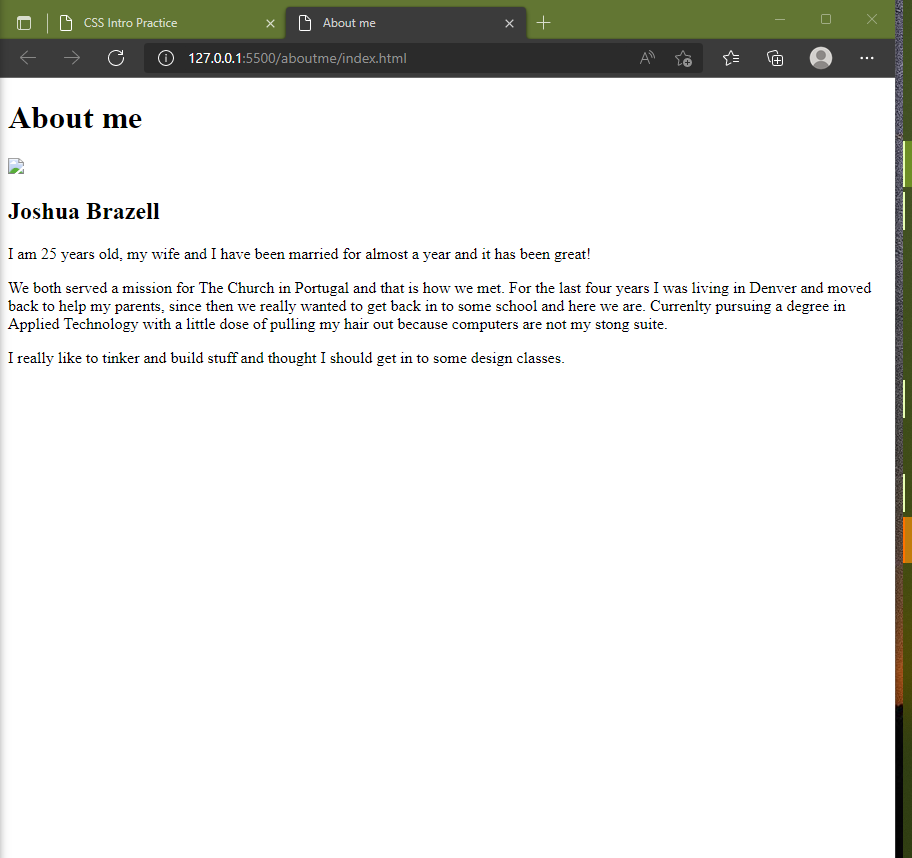 CSS Intro Practice
About me
127.0.0.1:5500/aboutme/index.html
About me
Joshua Brazell
I am 25 years old, my wife and I have been married for almost a year and it has been great!
We both served a mission for The Church in Portugal and that is how we met. For the last four years I was living in Denver and moved
back to help my parents, since then we really wanted to get back in to some school and here we are. Currenlty pursuing a degree in
Applied Technology with a little dose of pulling my hair out because computers are not my stong suite.
I really like to tinker and build stuff and thought I should get in to some design classes.